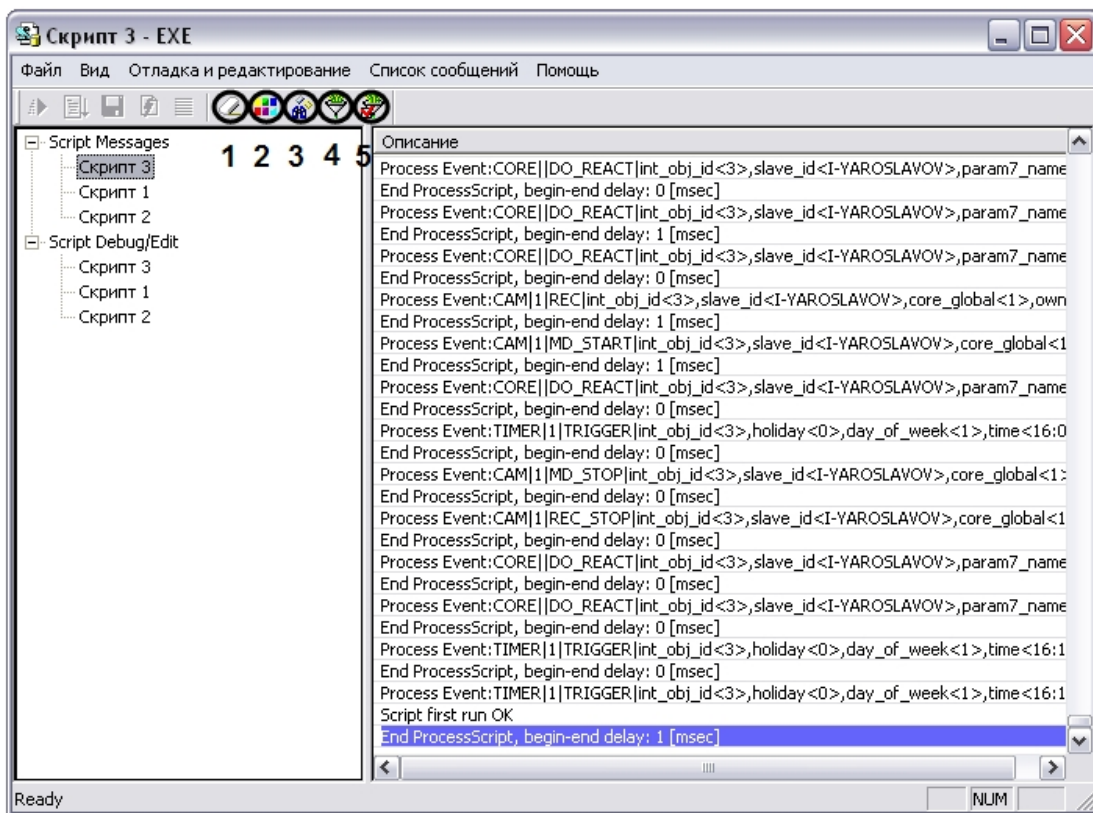 Скрипт 3 - EXE
Файл Вид Отладка и редактирование Список сообщений Помощь
1 2 3 4 5
Script Messages
Скрипт 3
Скрипт 1
Скрипт 2
Script Debug/Edit
Скрипт 3
Скрипт 1
Скрипт 2
Описание
Process Event:CORE||DO_REACT|int_obj_id<3>,slave_id<I-YAROSLAVOV>,param7_name
End ProcessScript, begin-end delay: 0 [msec]
Process Event:CORE||DO_REACT|int_obj_id<3>,slave_id<I-YAROSLAVOV>,param7_name
End ProcessScript, begin-end delay: 1 [msec]
Process Event:CORE||DO_REACT|int_obj_id<3>,slave_id<I-YAROSLAVOV>,param7_name
End ProcessScript, begin-end delay: 0 [msec]
Process Event:CAM|1|REC|int_obj_id<3>,slave_id<I-YAROSLAVOV>,core_global<1>,own
End ProcessScript, begin-end delay: 1 [msec]
Process Event:CAM|1|MD_START|int_obj_id<3>,slave_id<I-YAROSLAVOV>,core_global<1
End ProcessScript, begin-end delay: 1 [msec]
Process Event:CORE||DO_REACT|int_obj_id<3>,slave_id<I-YAROSLAVOV>,param7_name
End ProcessScript, begin-end delay: 0 [msec]
Process Event:TIMER|1|TRIGGER|int_obj_id<3>,holiday<0>,day_of_week<1>,time<16:0
End ProcessScript, begin-end delay: 0 [msec]
Process Event:CAM|1|MD_STOP|int_obj_id<3>,slave_id<I-YAROSLAVOV>,core_global<1>
End ProcessScript, begin-end delay: 0 [msec]
Process Event:CAM|1|REC_STOP|int_obj_id<3>,slave_id<I-YAROSLAVOV>,core_global<1
End ProcessScript, begin-end delay: 0 [msec]
Process Event:CORE||DO_REACT|int_obj_id<3>,slave_id<I-YAROSLAVOV>,param7_name
End ProcessScript, begin-end delay: 0 [msec]
Process Event:CORE||DO_REACT|int_obj_id<3>,slave_id<I-YAROSLAVOV>,param7_name
End ProcessScript, begin-end delay: 0 [msec]
Process Event:TIMER|1|TRIGGER|int_obj_id<3>,holiday<0>,day_of_week<1>,time<16:1
End ProcessScript, begin-end delay: 0 [msec]
Process Event:TIMER|1|TRIGGER|int_obj_id<3>,holiday<0>,day_of_week<1>,time<16:1
Script first run OK
End ProcessScript, begin-end delay: 1 [msec]
Ready
NUM